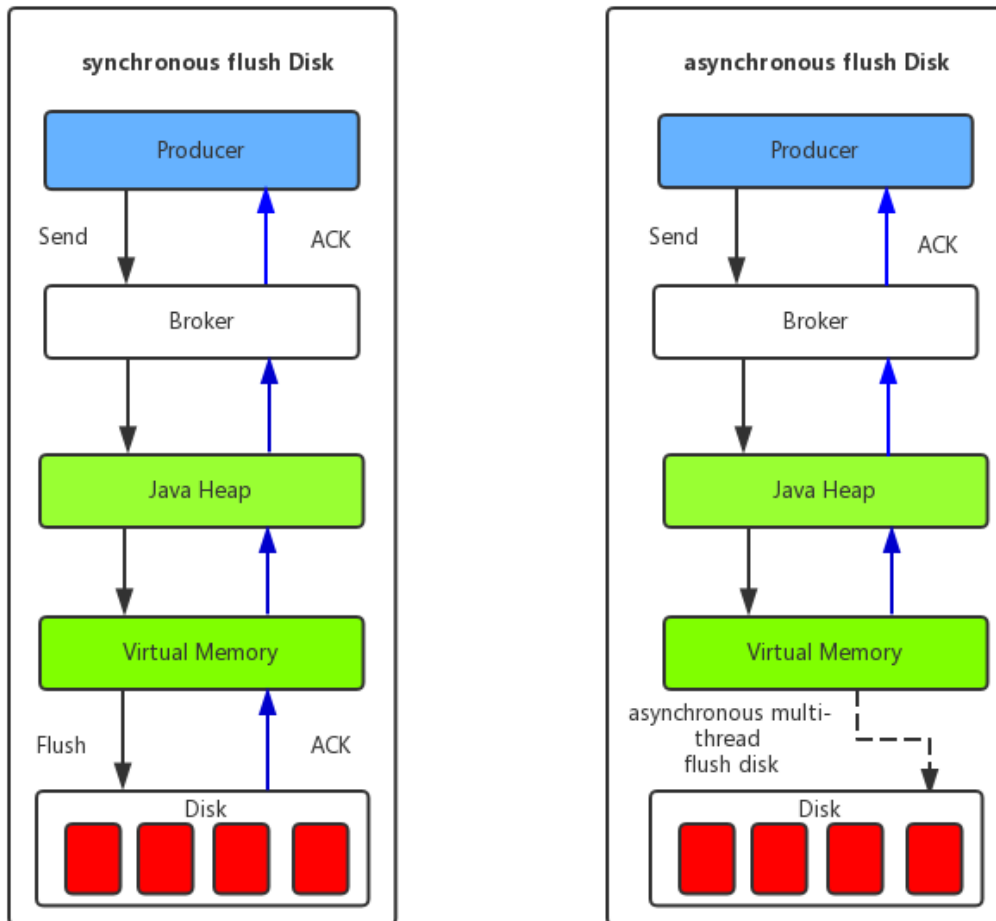 synchronous flush Disk
Producer
Send
ACK
Broker
Java Heap
Virtual Memory
Flush
ACK
Disk
asynchronous flush Disk
Producer
Send
ACK
Broker
Java Heap
Virtual Memory
asynchronous multi-
thread
flush disk
Disk